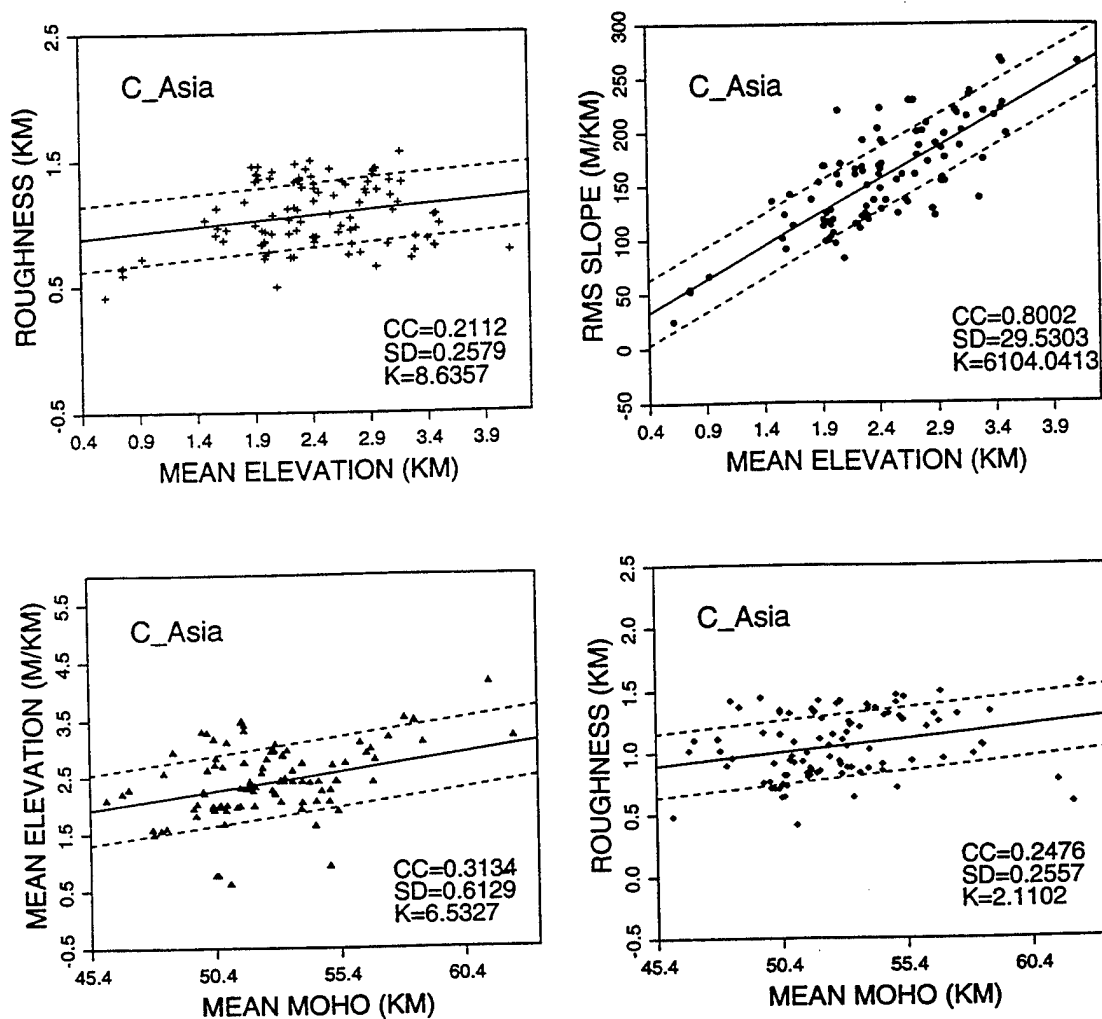 ROUGHNESS (KM)
2.5
1.5
0.5
-0.5
C_Asia
CC=0.2112
SD=0.2579
K=8.6357
0.4 0.9 1.4 1.9 2.4 2.9 3.4 3.9
MEAN ELEVATION (KM)
RMS SLOPE (M/KM)
300
250
200
150
100
50
0
-50
C_Asia
CC=0.8002
SD=29.5303
K=6104.0413
0.4 0.9 1.4 1.9 2.4 2.9 3.4 3.9
MEAN ELEVATION (KM)
MEAN ELEVATION (M/KM)
5.5
4.5
3.5
2.5
1.5
0.5
-0.5
C_Asia
CC=0.3134
SD=0.6129
K=6.5327
45.4 50.4 55.4 60.4
MEAN MOHO (KM)
ROUGHNESS (KM)
2.5
2.0
1.5
1.0
0.5
0.0
-0.5
C_Asia
CC=0.2476
SD=0.2557
K=2.1102
45.4 50.4 55.4 60.4
MEAN MOHO (KM)